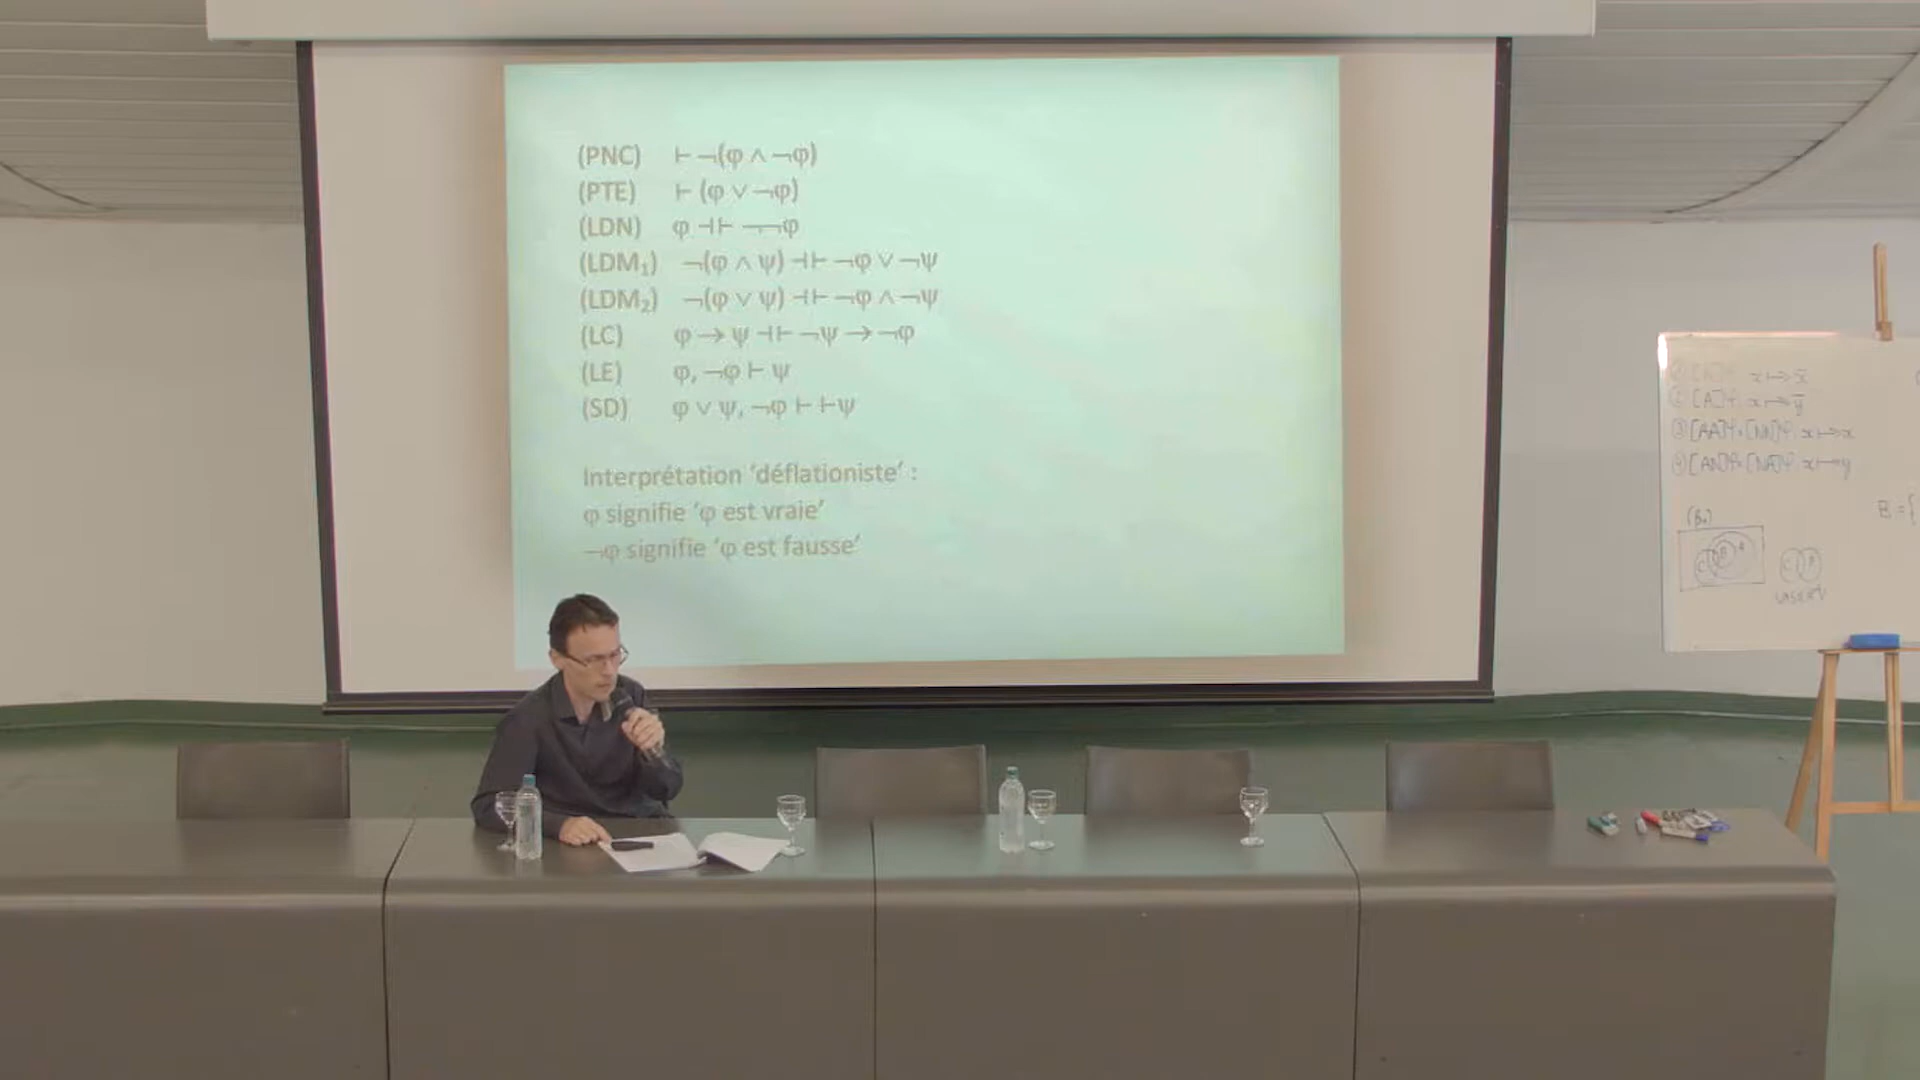 (PNC) ⊢ ¬(φ ∧ ¬φ)
(PTE) ⊢ (φ ∨ ¬φ)
(LDN) φ ⊣⊢ ¬¬φ
(LDM₁) ¬(φ ∧ ψ) ⊣⊢ ¬φ ∨ ¬ψ
(LDM₂) ¬(φ ∨ ψ) ⊣⊢ ¬φ ∧ ¬ψ
(LC) φ → ψ ⊣⊢ ¬ψ → ¬φ
(LE) φ, ¬φ ⊢ ψ
(SD) φ ∨ ψ, ¬φ ⊢ ⊢ψ
Interprétation ‘déflationiste’ :
φ signifie ‘φ est vraie’
¬φ signifie ‘φ est fausse’